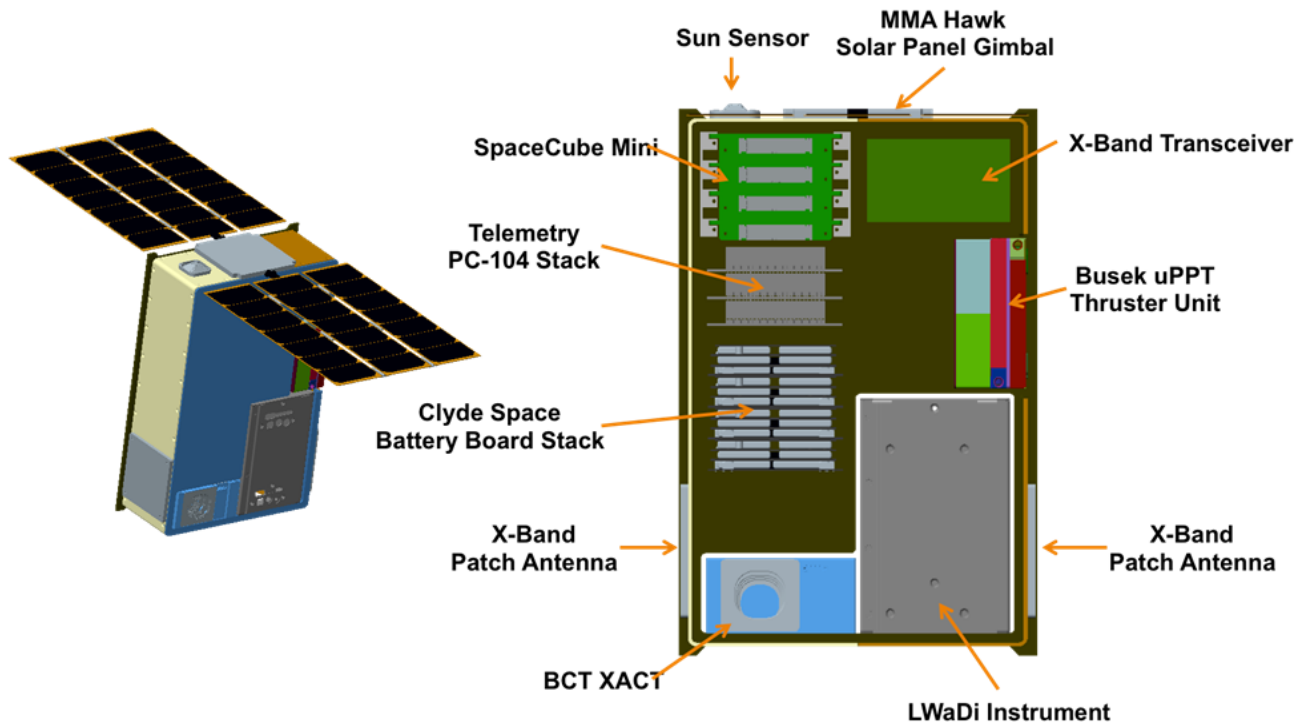 Sun Sensor
MMA Hawk
Solar Panel Gimbal
SpaceCube Mini
X-Band Transceiver
Telemetry
PC-104 Stack
Busek uPPT
Thruster Unit
Clyde Space
Battery Board Stack
X-Band
Patch Antenna
X-Band
Patch Antenna
BCT XACT
LWaDi Instrument